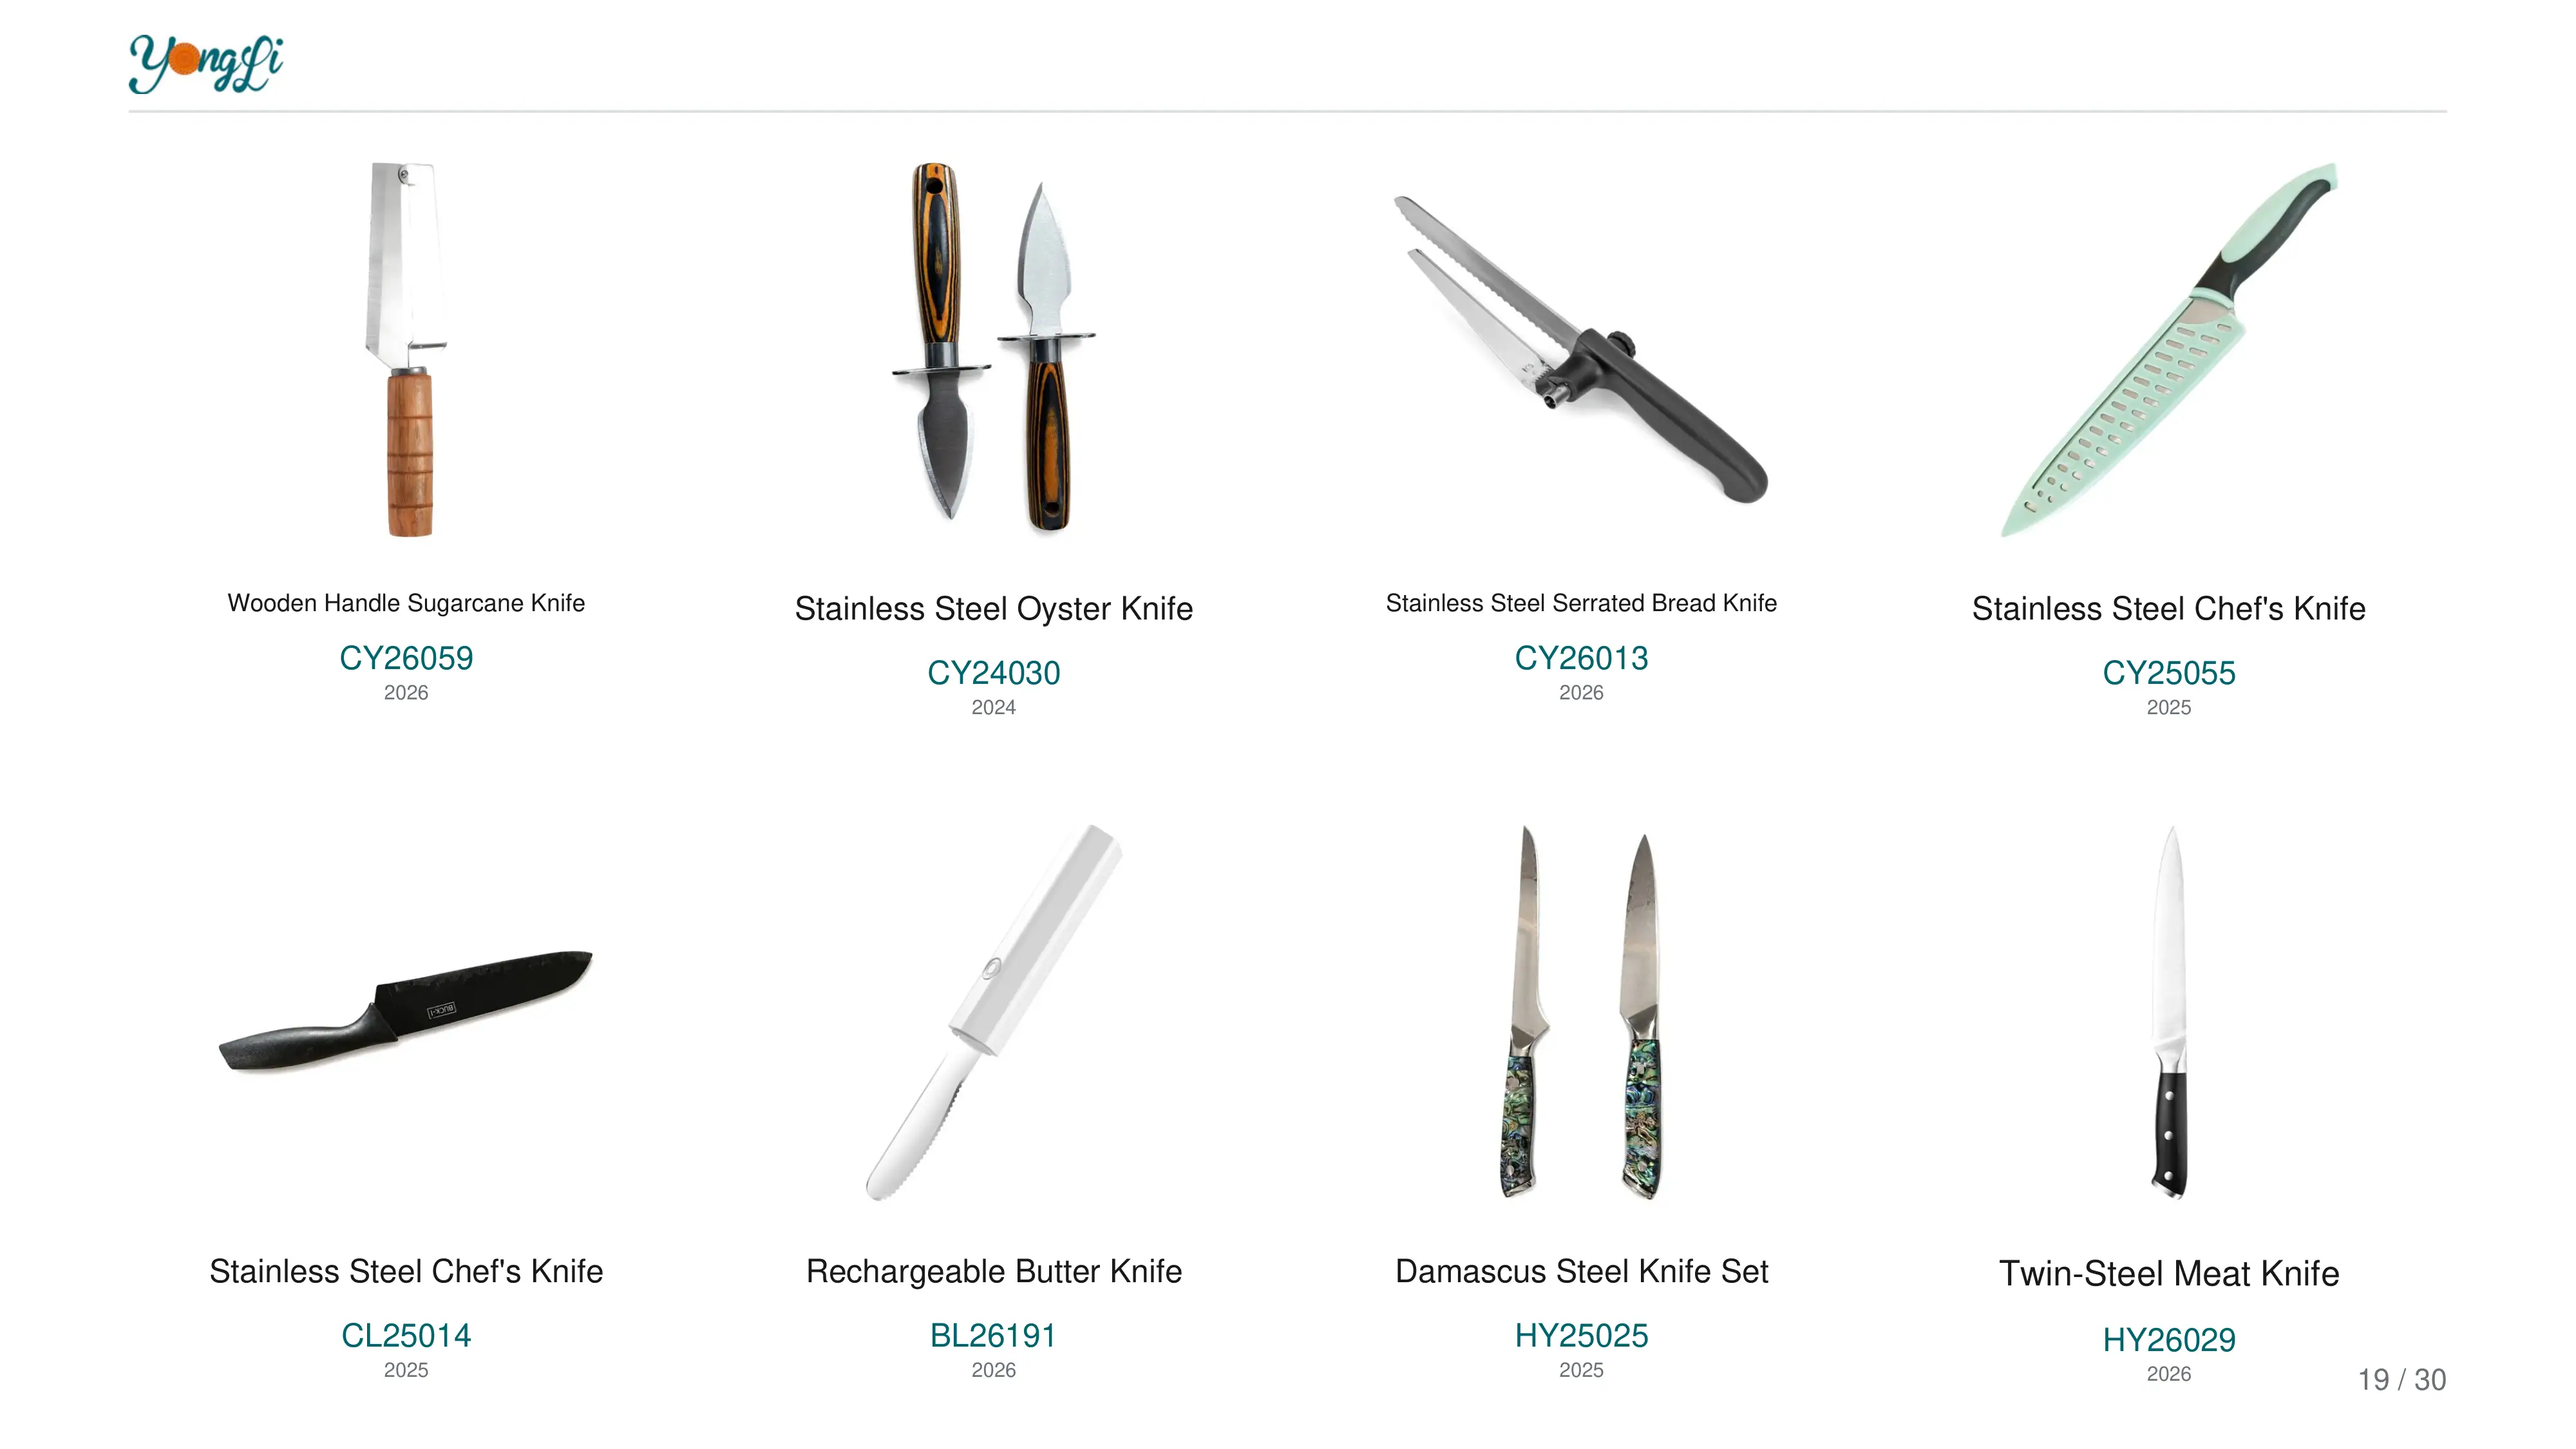 YongLi
Wooden Handle Sugarcane Knife
CY26059
2026
Stainless Steel Oyster Knife
CY24030
2024
Stainless Steel Serrated Bread Knife
CY26013
2026
Stainless Steel Chef's Knife
CY25055
2025
BUCK-1
Stainless Steel Chef's Knife
CL25014
2025
Rechargeable Butter Knife
BL26191
2026
Damascus Steel Knife Set
HY25025
2025
Twin-Steel Meat Knife
HY26029
2026
19 / 30